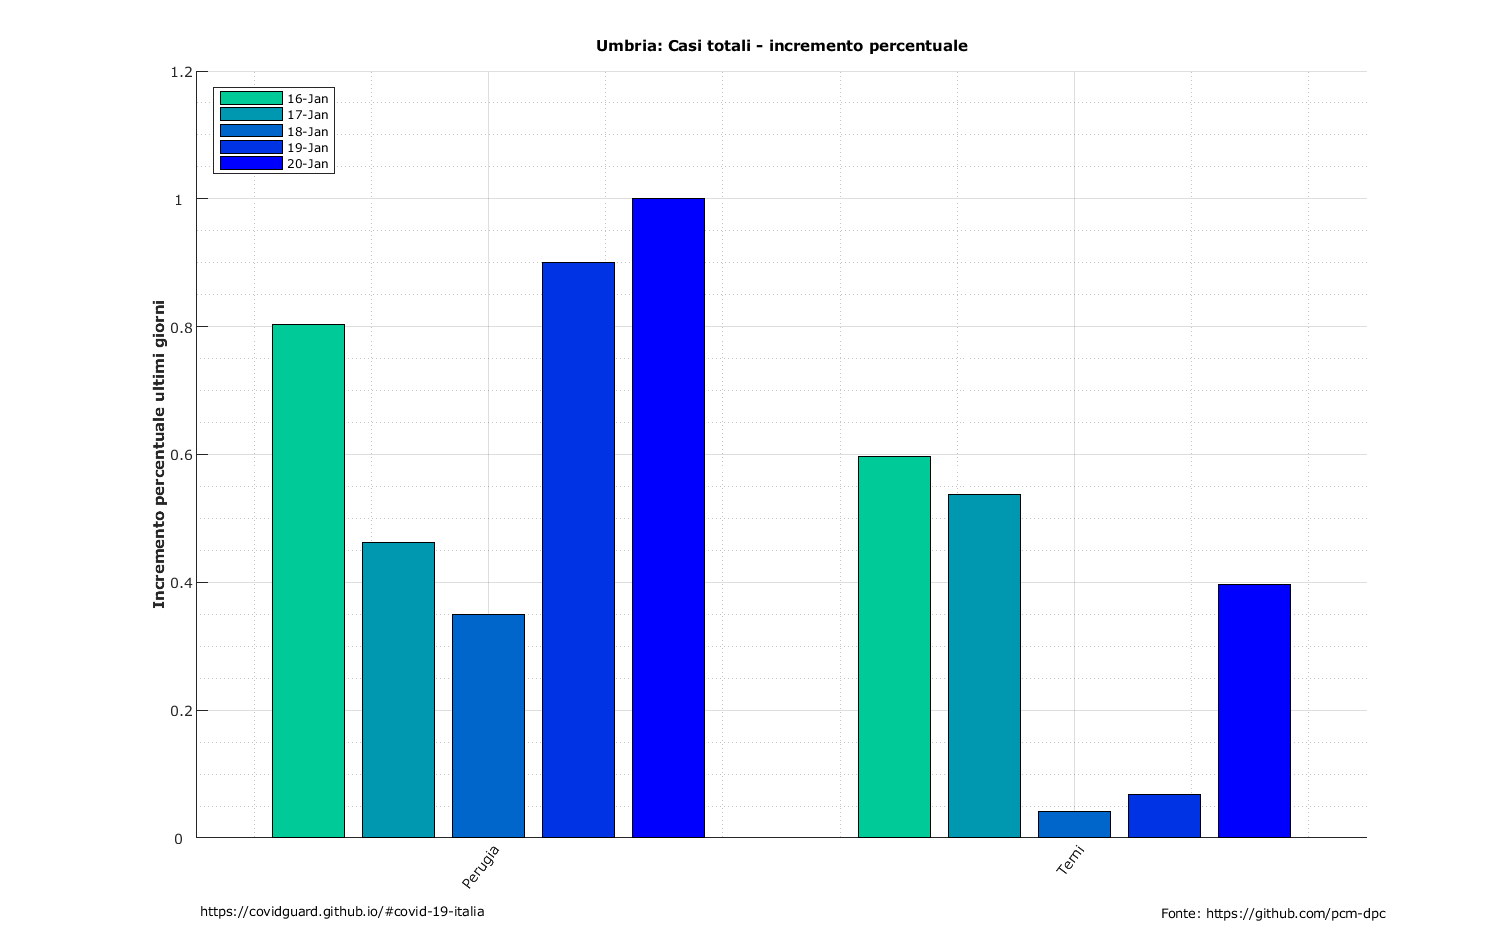 Umbria: Casi totali - incremento percentuale
1.2
1
0.8
0.6
0.4
0.2
0
Incremento percentuale ultimi giorni
16-Jan
17-Jan
18-Jan
19-Jan
20-Jan
Perugia
Terni
https://covidguard.github.io/#covid-19-italia
Fonte: https://github.com/pcm-dpc